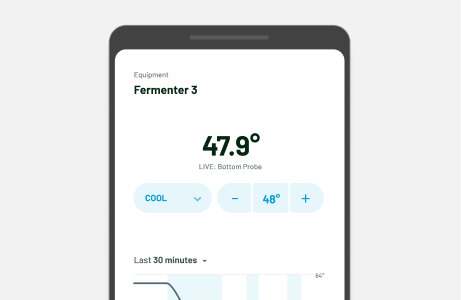 Equipment
Fermenter 3
47.9°
LIVE: Bottom Probe
COOL
− 48° +
Last 30 minutes
64°